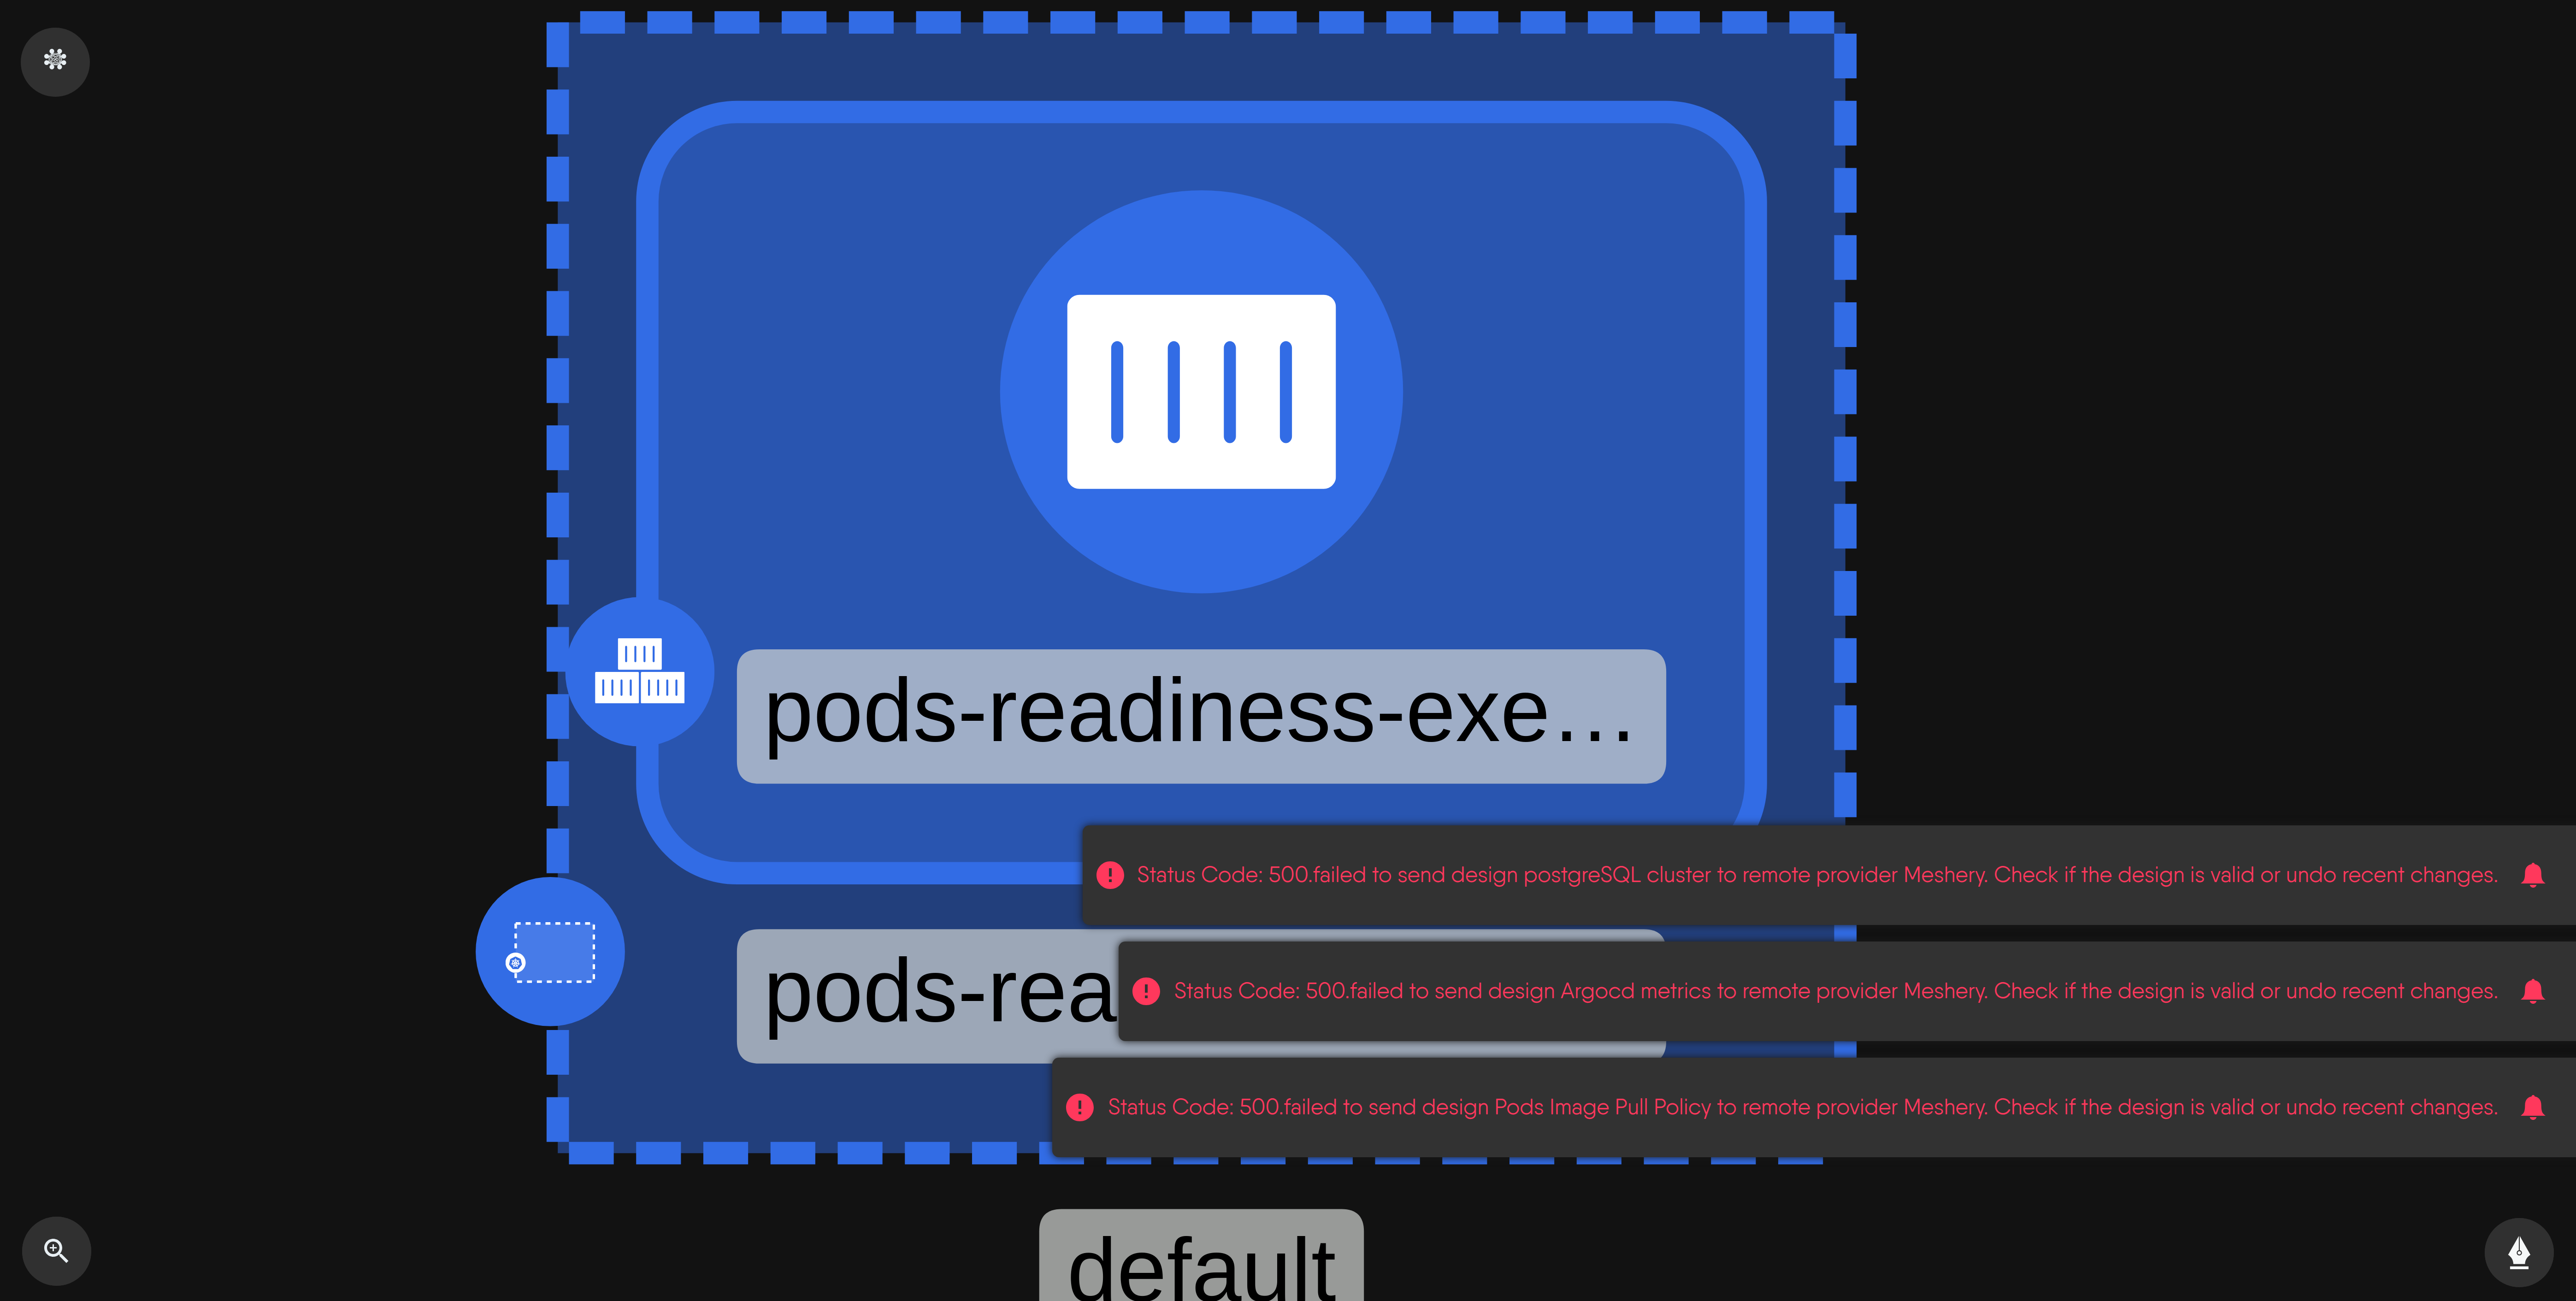 pods-readiness-exe...
Status Code: 500.failed to send design postgreSQL cluster to remote provider Meshery. Check if the design is valid or undo recent changes.
pods-rea
Status Code: 500.failed to send design Argocd metrics to remote provider Meshery. Check if the design is valid or undo recent changes.
Status Code: 500.failed to send design Pods Image Pull Policy to remote provider Meshery. Check if the design is valid or undo recent changes.
default